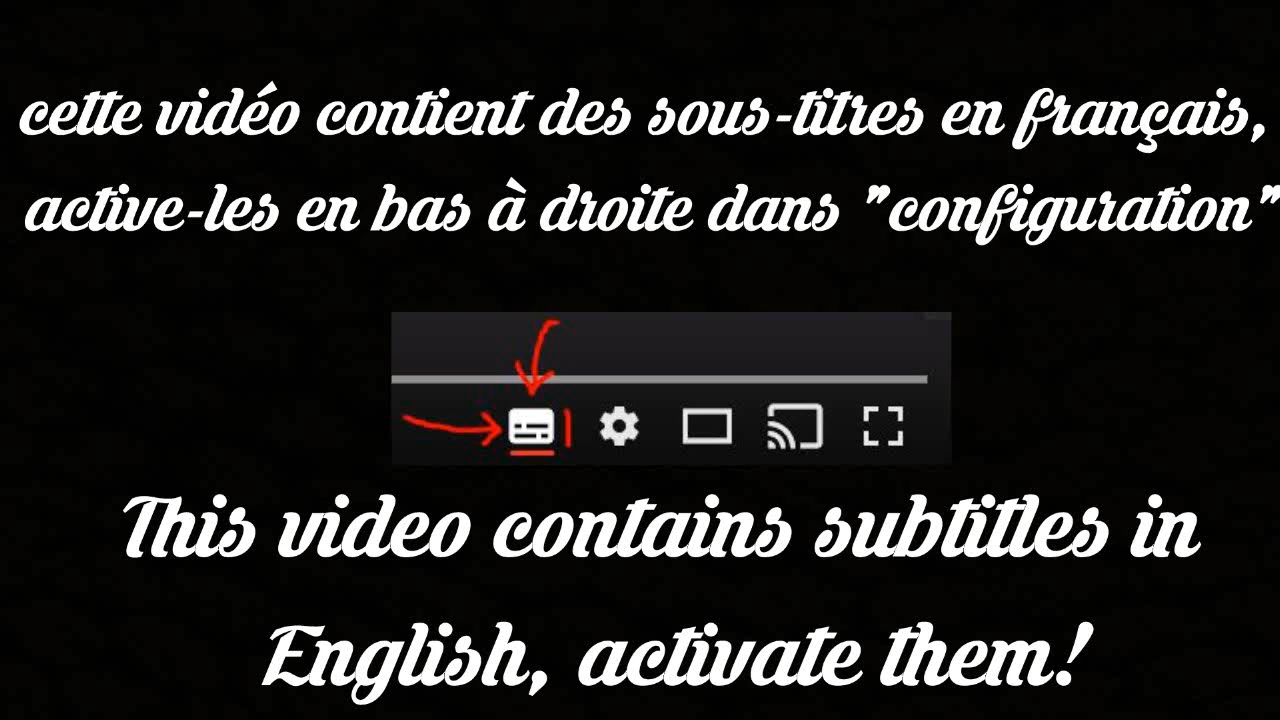 cette vidéo contient des sous-titres en français,
active-les en bas à droite dans "configuration"
This video contains subtitles in
English, activate them!